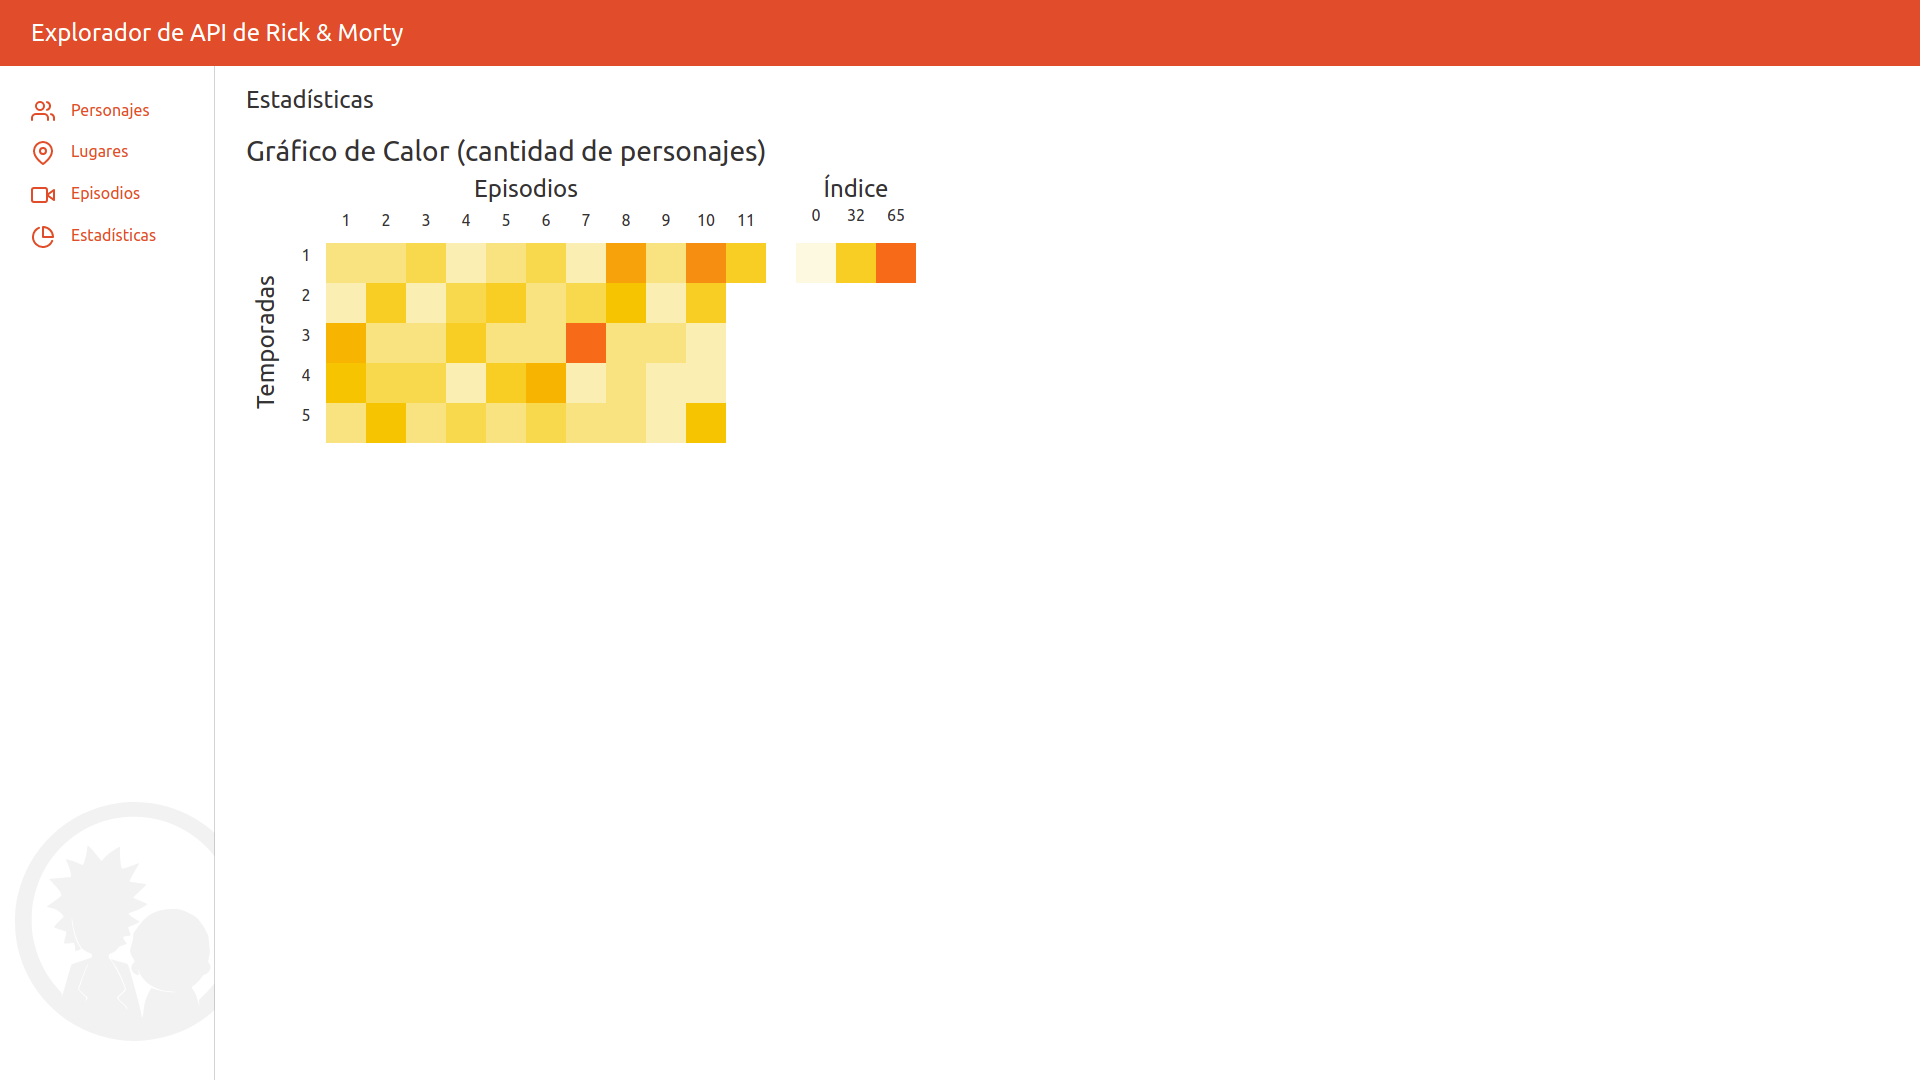 Explorador de API de Rick & Morty
Personajes
Lugares
Episodios
Estadísticas
Estadísticas
Gráfico de Calor (cantidad de personajes)
Episodios
1 2 3 4 5 6 7 8 9 10 11
Temporadas
1
2
3
4
5
Índice
0 32 65